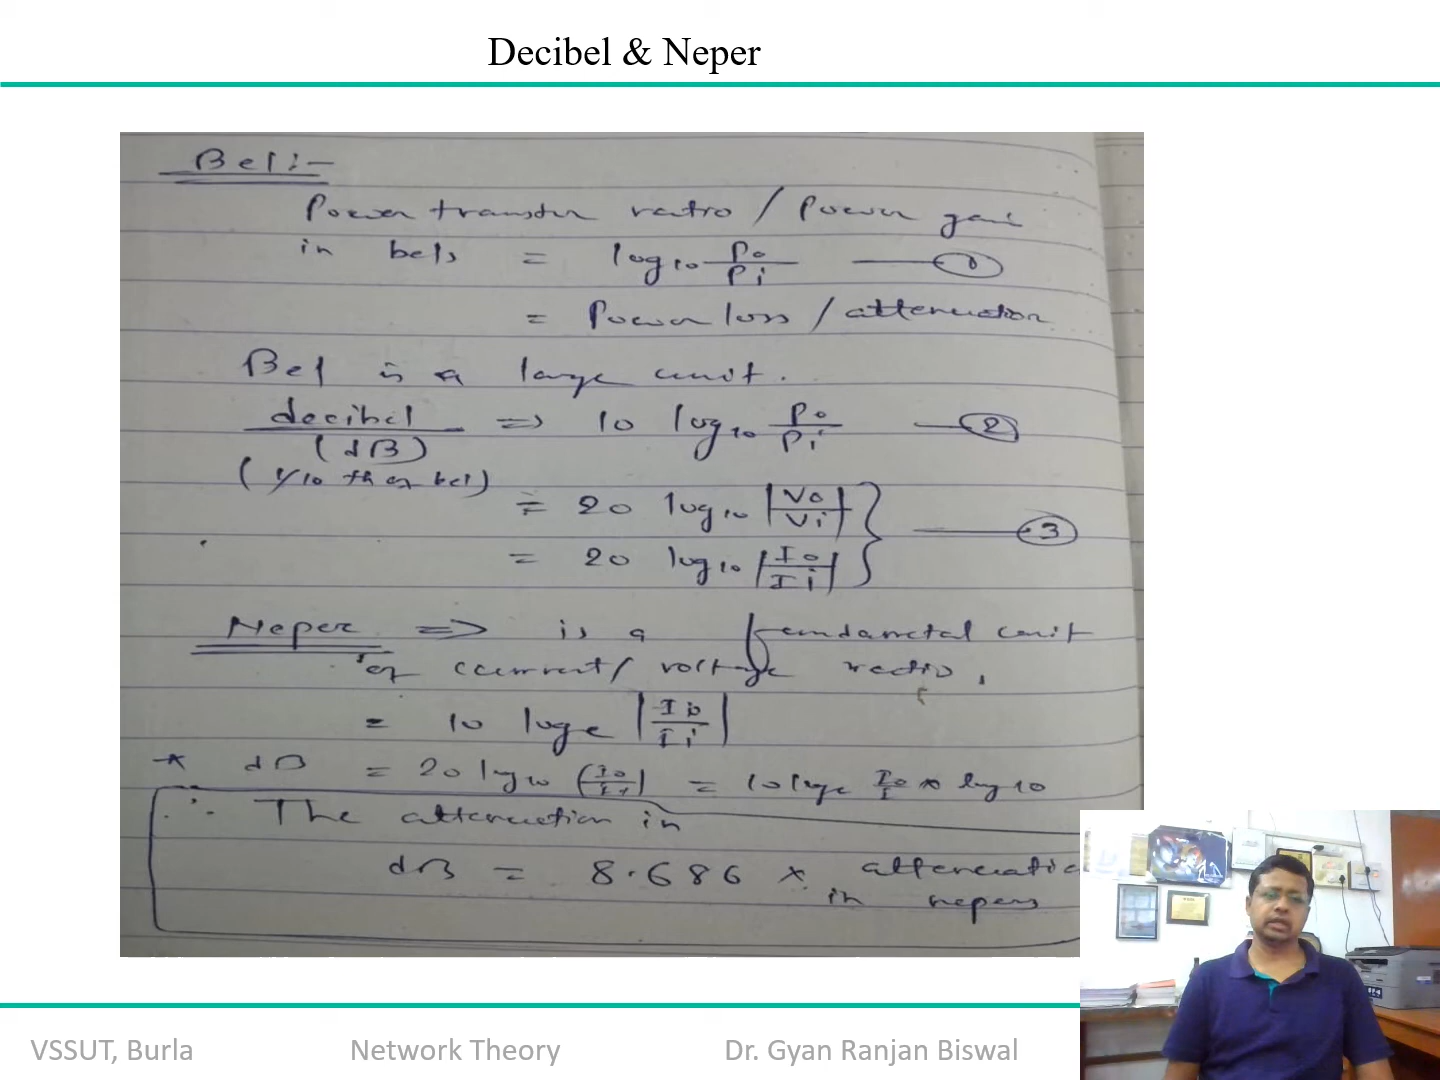 Decibel & Neper
Bel :-
Power transfer ratio / Power gain
in bels = log10 Po/Pi —— 1
= Power loss / attenuation
Bel is a large unit.
decibel ⇒ 10 log10 Po/Pi —— 2
(dB)
(1/10 th of bel)
= 20 log10 |Vo/Vi|
= 20 log10 |Io/Ii| } —— 3
Neper ⇒ is a fundametal unit
of current/ voltage ratio,
= 10 loge |Io/Ii|
* dB = 20 log10 (Io/Ii) = 10 loge Io/I * log 10
∴ The attenuation in
dB = 8.686 × attenuatio
in nepers
VSSUT, Burla
Network Theory
Dr. Gyan Ranjan Biswal